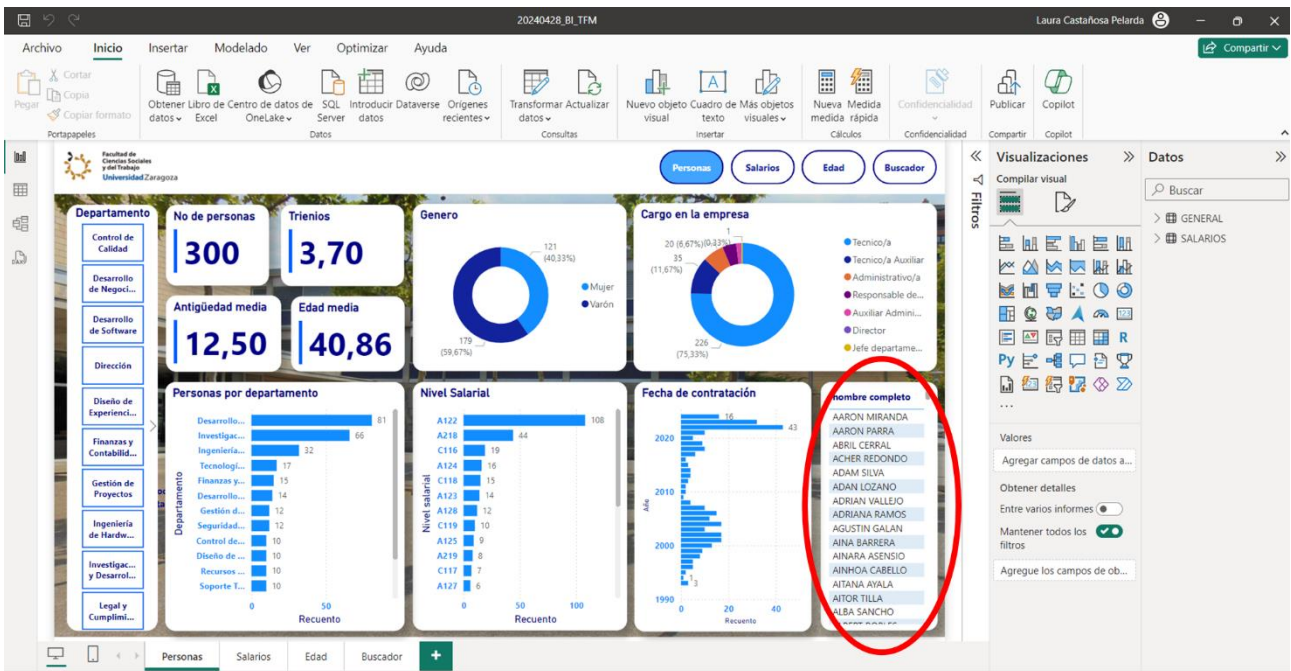 20240428_BI_TFM
Laura Castañosa Pelarda
Archivo Inicio Insertar Modelado Ver Optimizar Ayuda
Compartir
Pegar
Cortar
Copia
Copiar formato
Portapapeles
Obtener datos
Libro de Excel
Centro de datos de OneLake
SQL Server
Introducir datos
Dataverse
Orígenes recientes
Datos
Transformar datos
Actualizar
Consultas
Nuevo objeto visual
Cuadro de texto
Más objetos visuales
Insertar
Nueva medida
Medida rápida
Cálculos
Confidencialidad
Confidencialidad
Publicar
Compartir
Copilot
Copilot
Facultad de
Ciencias Sociales
y del Trabajo
Universidad Zaragoza
Personas Salarios Edad Buscador
Departamento
Control de
Calidad
Desarrollo
de Negoci...
Desarrollo
de Software
Dirección
Diseño de
Experienci...
Finanzas y
Contabilid...
Gestión de
Proyectos
Ingeniería
de Hardw...
Investigac...
y Desarrol...
Legal y
Cumplimi...
No de personas
300
Trienios
3,70
Antigüedad media
12,50
Edad media
40,86
Genero
121
(40,33%)
179
(59,67%)
Mujer
Varón
Cargo en la empresa
1
20 (6,67%) (0,33%)
35
(11,67%)
226
(75,33%)
Tecnico/a
Tecnico/a Auxiliar
Administrativo/a
Responsable de...
Auxiliar Admini...
Director
Jefe departame...
Personas por departamento
Departamento
Desarrollo... 81
Investigac... 66
Ingeniería... 32
Tecnologí... 17
Finanzas y... 15
Desarrollo... 14
Gestión d... 12
Seguridad... 12
Control de... 10
Diseño de ... 10
Recursos ... 10
Soporte T... 10
0 50
Recuento
Nivel Salarial
Nivel salarial
A122 108
A218 44
C116 19
A124 16
C118 15
A123 14
A128 12
C119 10
A125 9
A219 8
C117 7
A127 6
0 50 100
Recuento
Fecha de contratación
Año
16
43
2020
2010
2000
1
3
1990
0 20 40
Recuento
nombre completo
AARON MIRANDA
AARON PARRA
ABRIL CERRAL
ACHER REDONDO
ADAM SILVA
ADAN LOZANO
ADRIAN VALLEJO
ADRIANA RAMOS
AGUSTIN GALAN
AINA BARRERA
AINARA ASENSIO
AINHOA CABELLO
AITANA AYALA
AITOR TILLA
ALBA SANCHO
Filtros
Visualizaciones
Compilar visual
R
Py
123
...
Valores
Agregar campos de datos a...
Obtener detalles
Entre varios informes
Mantener todos los
filtros
Agregue los campos de ob...
Datos
Buscar
GENERAL
SALARIOS
Personas Salarios Edad Buscador